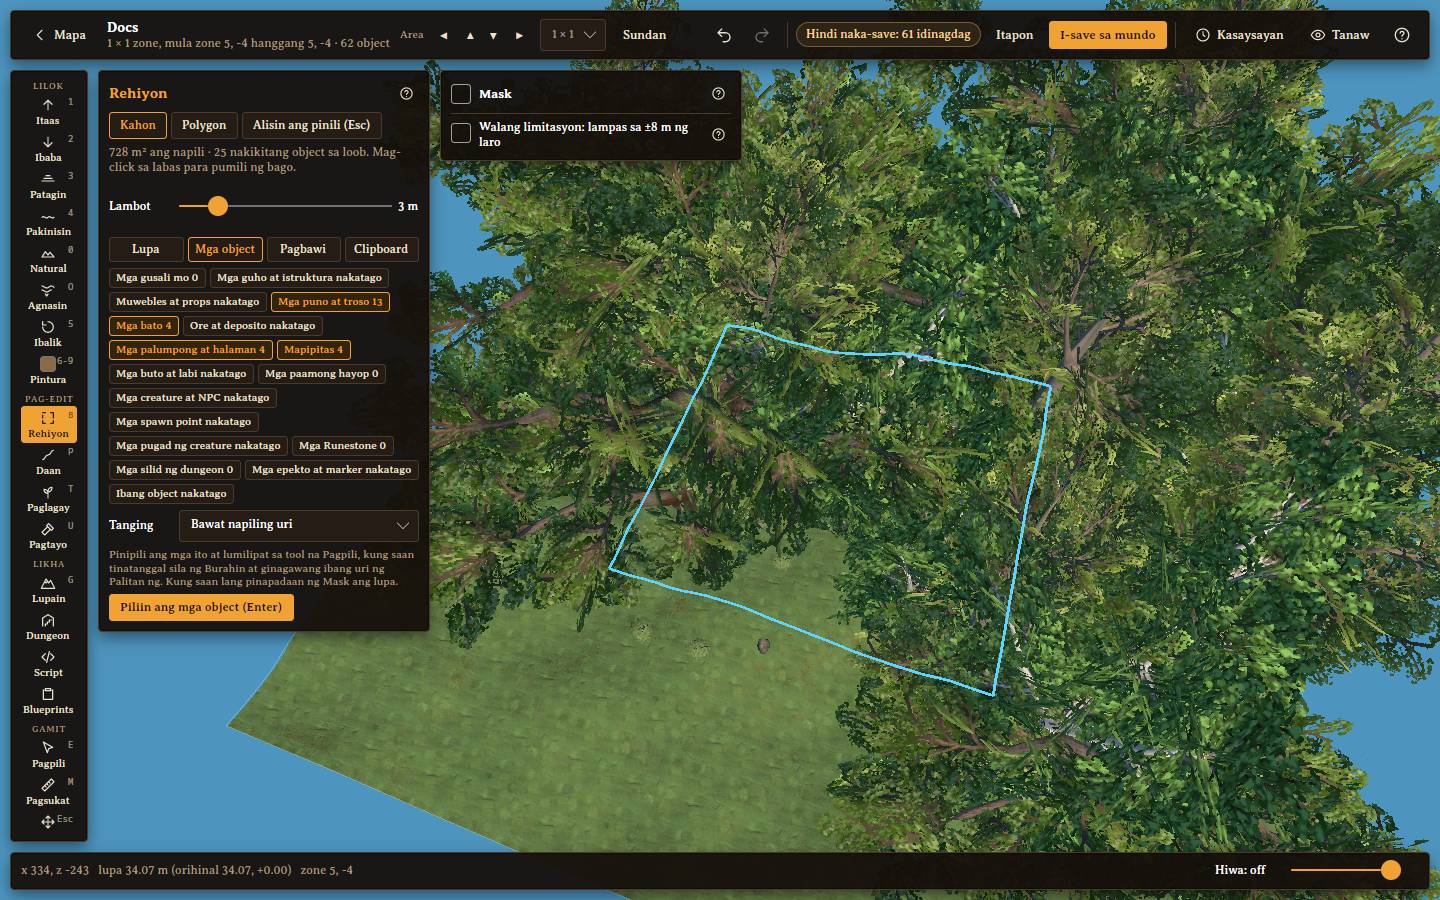 Mapa
Docs
1 × 1 zone, mula zone 5, -4 hanggang 5, -4 · 62 object
Area
1 × 1
Sundan
Hindi naka-save: 61 idinagdag
Itapon
I-save sa mundo
Kasaysayan
Tanaw
LILOK
1
Itaas
2
Ibaba
3
Patagin
4
Pakinisin
0
Natural
O
Agnasin
5
Ibalik
6-9
Pintura
PAG-EDIT
B
Rehiyon
P
Daan
T
Paglagay
U
Pagtayo
LIKHA
G
Lupain
Dungeon
Script
Blueprints
GAMIT
E
Pagpili
M
Pagsukat
Esc
Rehiyon
Kahon
Polygon
Alisin ang pinili (Esc)
728 m² ang napili · 25 nakikitang object sa loob. Mag-
click sa labas para pumili ng bago.
Lambot
3 m
Lupa
Mga object
Pagbawi
Clipboard
Mga gusali mo 0
Mga guho at istruktura nakatago
Muwebles at props nakatago
Mga puno at troso 13
Mga bato 4
Ore at deposito nakatago
Mga palumpong at halaman 4
Mapipitas 4
Mga buto at labi nakatago
Mga paamong hayop 0
Mga creature at NPC nakatago
Mga spawn point nakatago
Mga pugad ng creature nakatago
Mga Runestone 0
Mga silid ng dungeon 0
Mga epekto at marker nakatago
Ibang object nakatago
Tanging
Bawat napiling uri
Pinipili ang mga ito at lumilipat sa tool na Pagpili, kung saan
tinatanggal sila ng Burahin at ginagawang ibang uri ng
Palitan ng. Kung saan lang pinapadaan ng Mask ang lupa.
Piliin ang mga object (Enter)
Mask
Walang limitasyon: lampas sa ±8 m ng
laro
x 334, z -243 lupa 34.07 m (orihinal 34.07, +0.00) zone 5, -4
Hiwa: off